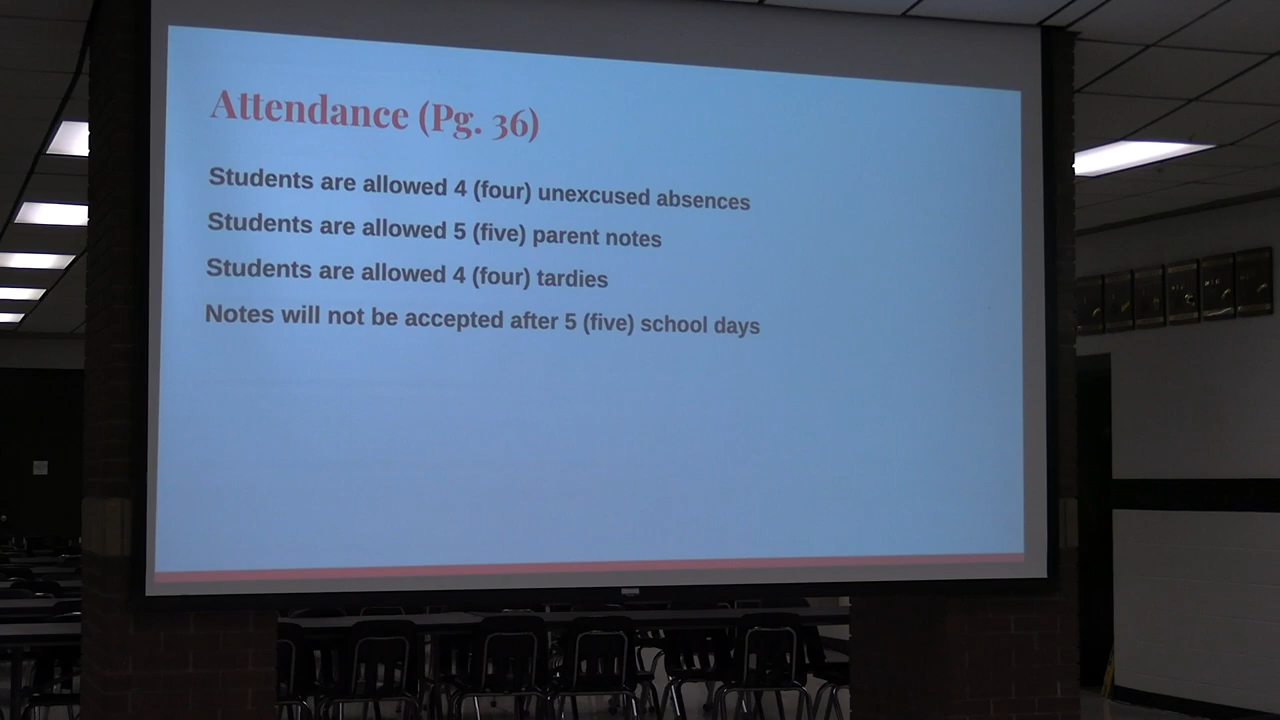 Attendance (Pg. 36)
Students are allowed 4 (four) unexcused absences
Students are allowed 5 (five) parent notes
Students are allowed 4 (four) tardies
Notes will not be accepted after 5 (five) school days